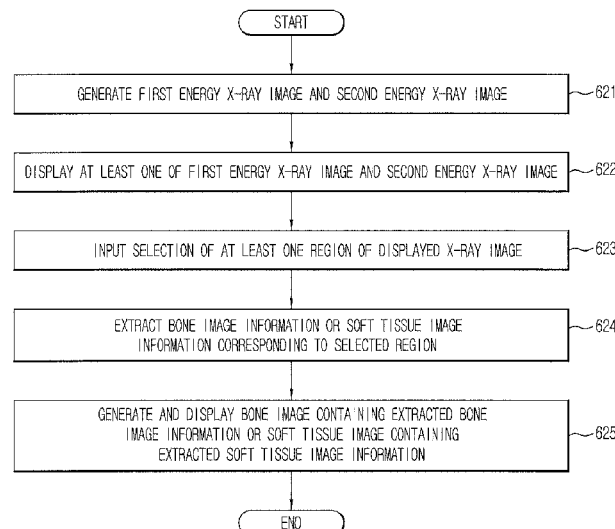 START
GENERATE FIRST ENERGY X-RAY IMAGE AND SECOND ENERGY X-RAY IMAGE
621
DISPLAY AT LEAST ONE OF FIRST ENERGY X-RAY IMAGE AND SECOND ENERGY X-RAY IMAGE
622
INPUT SELECTION OF AT LEAST ONE REGION OF DISPLAYED X-RAY IMAGE
623
EXTRACT BONE IMAGE INFORMATION OR SOFT TISSUE IMAGE
INFORMATION CORRESPONDING TO SELECTED REGION
624
GENERATE AND DISPLAY BONE IMAGE CONTAINING EXTRACTED BONE
IMAGE INFORMATION OR SOFT TISSUE IMAGE CONTAINING
EXTRACTED SOFT TISSUE IMAGE INFORMATION
625
END